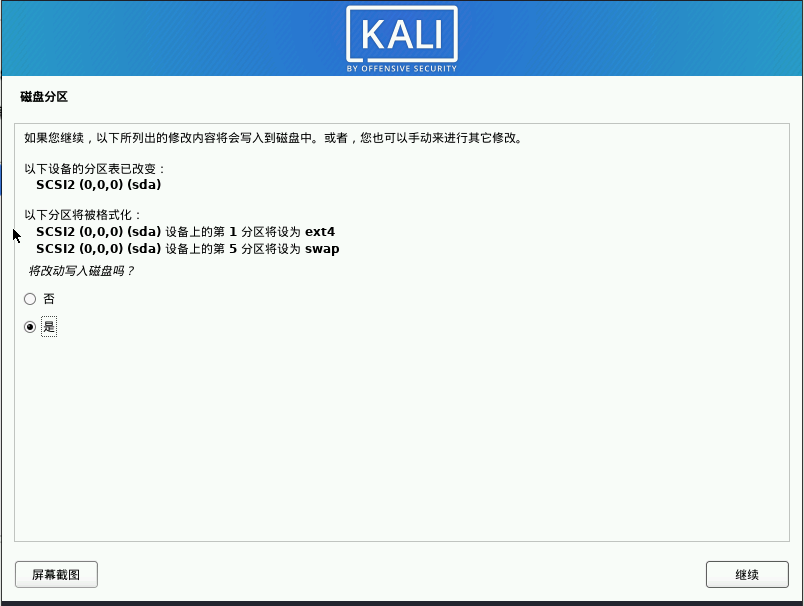 KALI
BY OFFENSIVE SECURITY
磁盘分区
如果您继续，以下所列出的修改内容将会写入到磁盘中。或者，您也可以手动来进行其它修改。
以下设备的分区表已改变：
SCSI2 (0,0,0) (sda)
以下分区将被格式化：
SCSI2 (0,0,0) (sda) 设备上的第 1 分区将设为 ext4
SCSI2 (0,0,0) (sda) 设备上的第 5 分区将设为 swap
将改动写入磁盘吗？
否
是
屏幕截图
继续